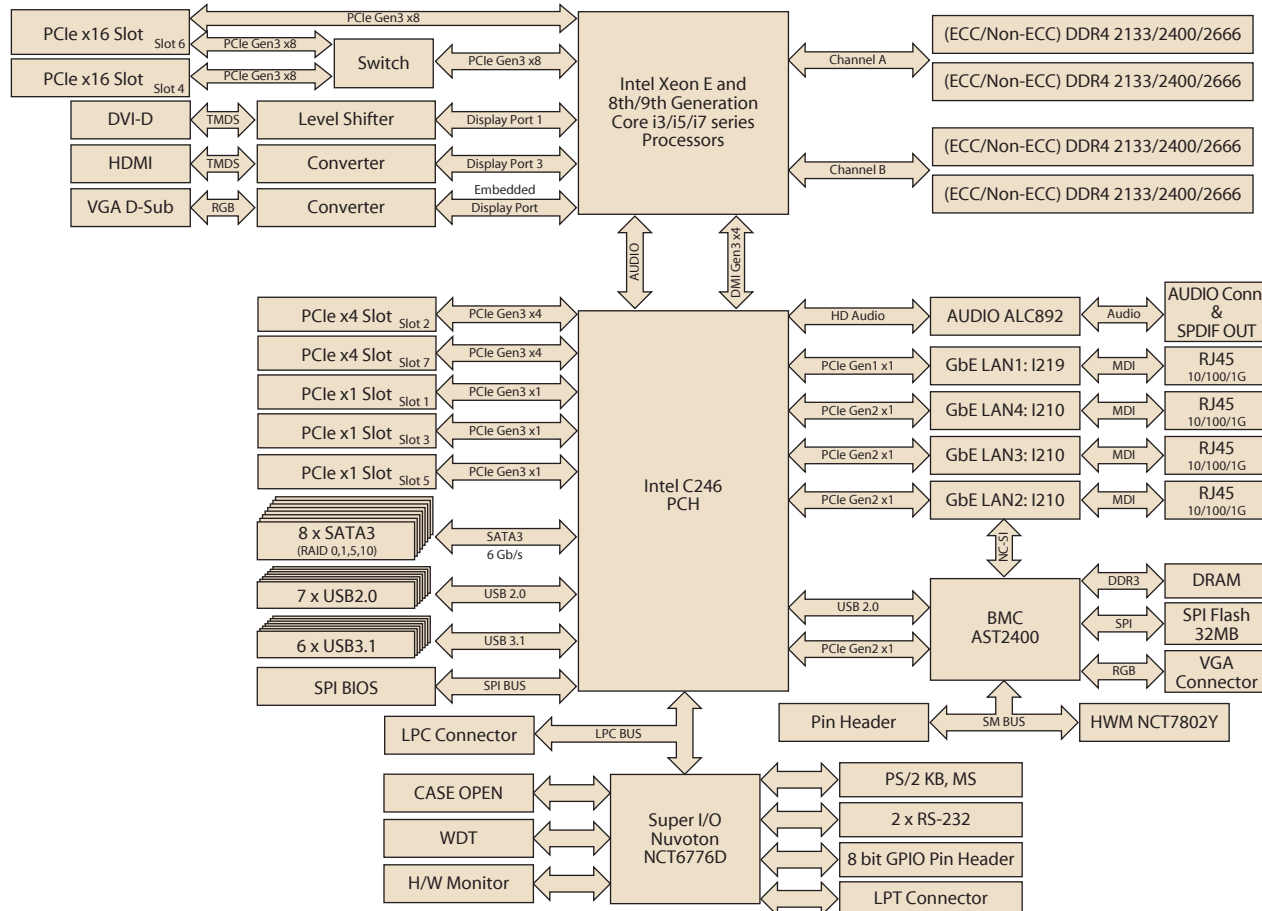 PCIe x16 Slot
Slot 6
PCIe x16 Slot
Slot 4
PCIe Gen3 x8
PCIe Gen3 x8
PCIe Gen3 x8
Switch
PCIe Gen3 x8
DVI-D
TMDS
Level Shifter
Display Port 1
HDMI
TMDS
Converter
Display Port 3
VGA D-Sub
RGB
Converter
Embedded
Display Port
Intel Xeon E and
8th/9th Generation
Core i3/i5/i7 series
Processors
Channel A
(ECC/Non-ECC) DDR4 2133/2400/2666
(ECC/Non-ECC) DDR4 2133/2400/2666
Channel B
(ECC/Non-ECC) DDR4 2133/2400/2666
(ECC/Non-ECC) DDR4 2133/2400/2666
AUDIO
DMI Gen3 x4
PCIe x4 Slot
Slot 2
PCIe Gen3 x4
PCIe x4 Slot
Slot 7
PCIe Gen3 x4
PCIe x1 Slot
Slot 1
PCIe Gen3 x1
PCIe x1 Slot
Slot 3
PCIe Gen3 x1
PCIe x1 Slot
Slot 5
PCIe Gen3 x1
8 x SATA3
(RAID 0,1,5,10)
SATA3
6 Gb/s
7 x USB2.0
USB 2.0
6 x USB3.1
USB 3.1
SPI BIOS
SPI BUS
Intel C246
PCH
HD Audio
AUDIO ALC892
Audio
AUDIO Conn
&
SPDIF OUT
PCIe Gen1 x1
GbE LAN1: I219
MDI
RJ45
10/100/1G
PCIe Gen2 x1
GbE LAN4: I210
MDI
RJ45
10/100/1G
PCIe Gen2 x1
GbE LAN3: I210
MDI
RJ45
10/100/1G
PCIe Gen2 x1
GbE LAN2: I210
MDI
RJ45
10/100/1G
NC-SI
USB 2.0
PCIe Gen2 x1
BMC
AST2400
DDR3
DRAM
SPI
SPI Flash
32MB
RGB
VGA
Connector
Pin Header
SM BUS
HWM NCT7802Y
LPC Connector
LPC BUS
CASE OPEN
WDT
H/W Monitor
Super I/O
Nuvoton
NCT6776D
PS/2 KB, MS
2 x RS-232
8 bit GPIO Pin Header
LPT Connector